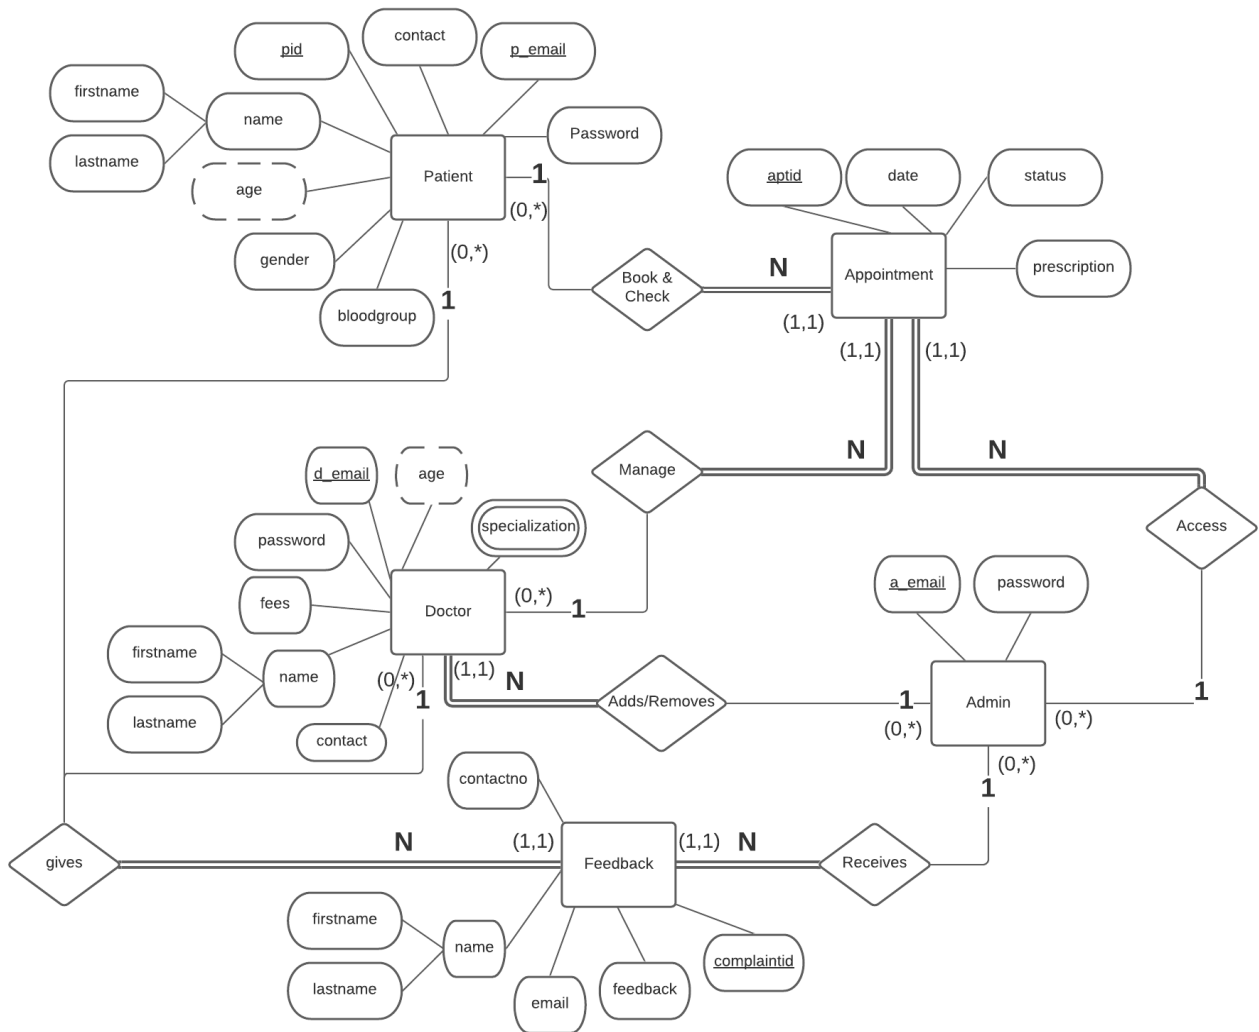 contact
pid
p_email
firstname
name
Password
lastname
Patient
1
age
(0,*)
aptid
date
status
gender
(0,*)
Book &
Check
N
Appointment
prescription
1
bloodgroup
(1,1)
(1,1)
(1,1)
N
N
d_email
age
Manage
specialization
Access
password
a_email
password
fees
Doctor
(0,*)
1
firstname
name
(0,*)
(1,1)
N
1
Adds/Removes
1
(0,*)
Admin
(0,*)
1
lastname
contact
(0,*)
1
contactno
gives
N
(1,1)
Feedback
(1,1)
N
Receives
firstname
name
lastname
email
feedback
complaintid